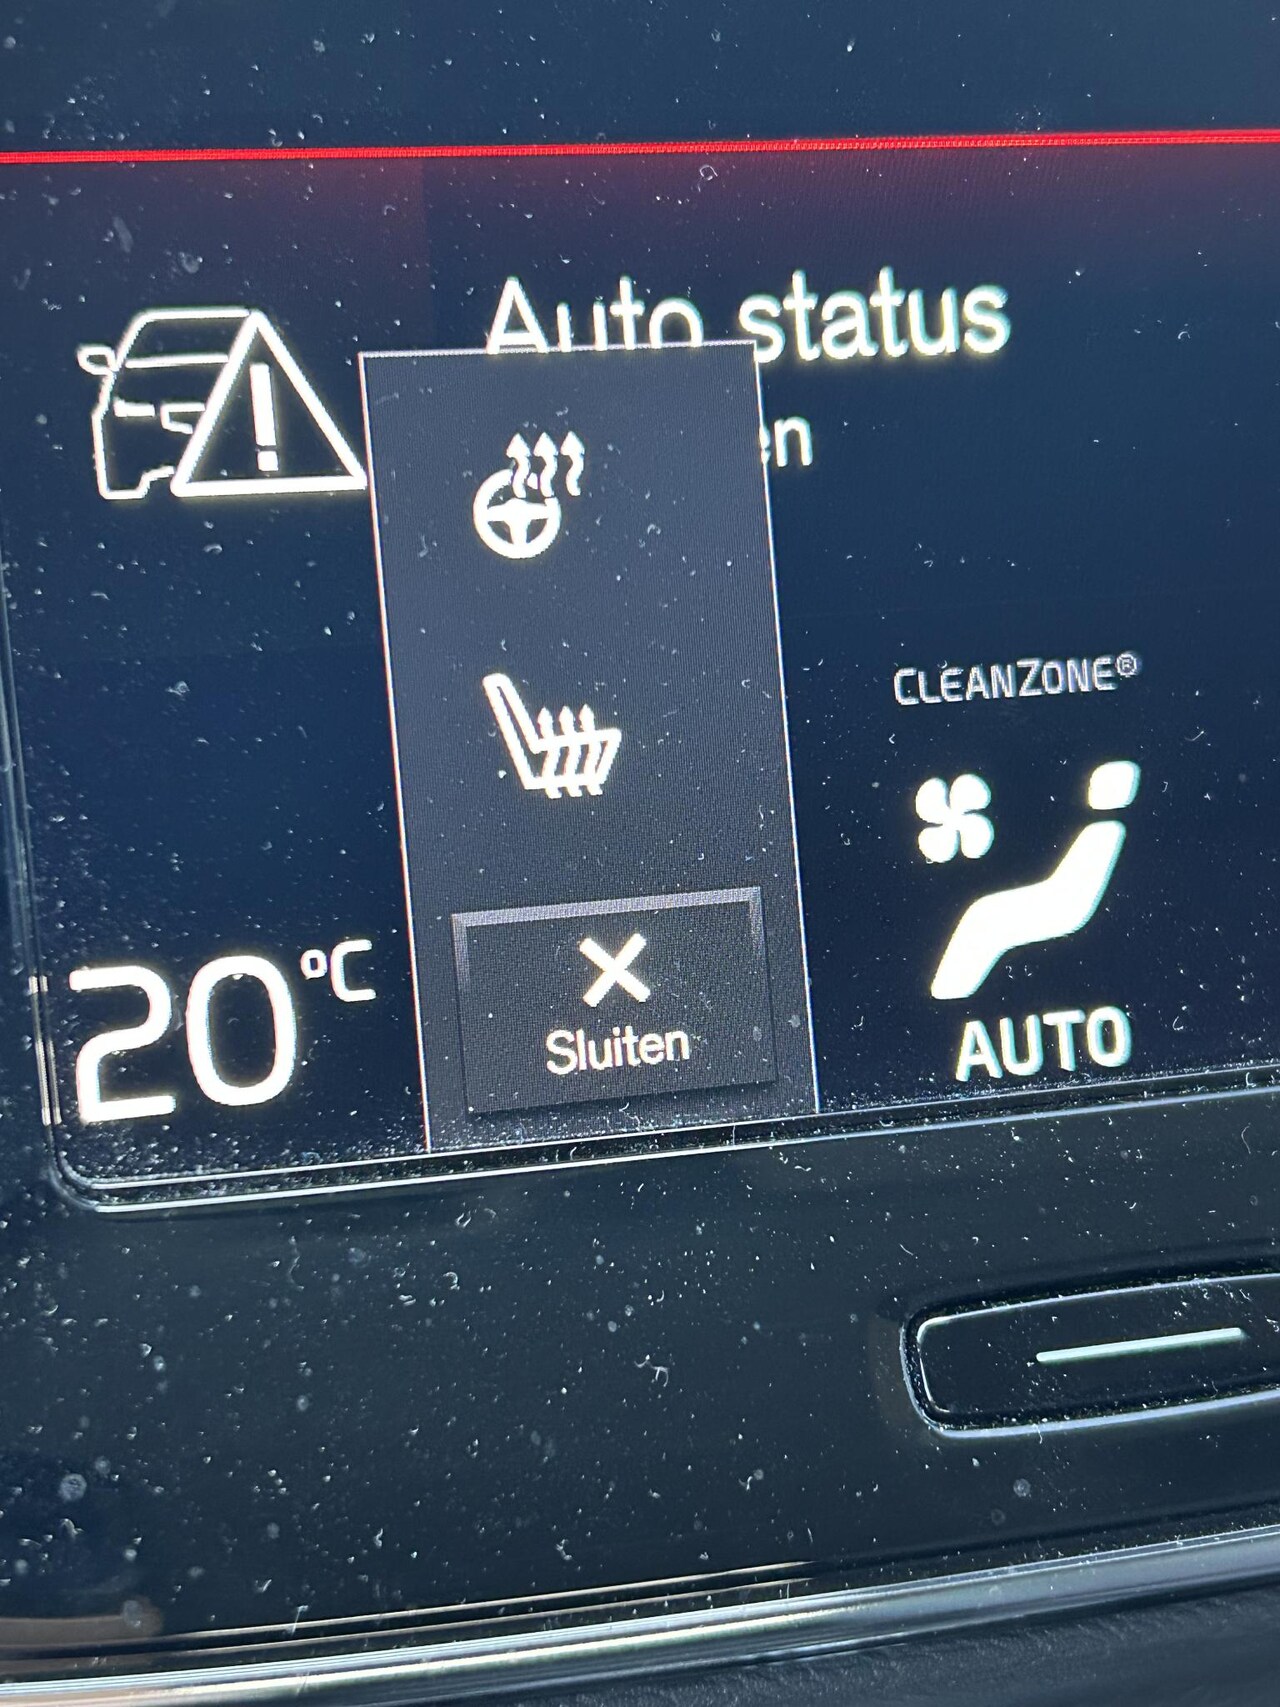 Auto status
CLEANZONE®
20 °C
Sluiten
AUTO